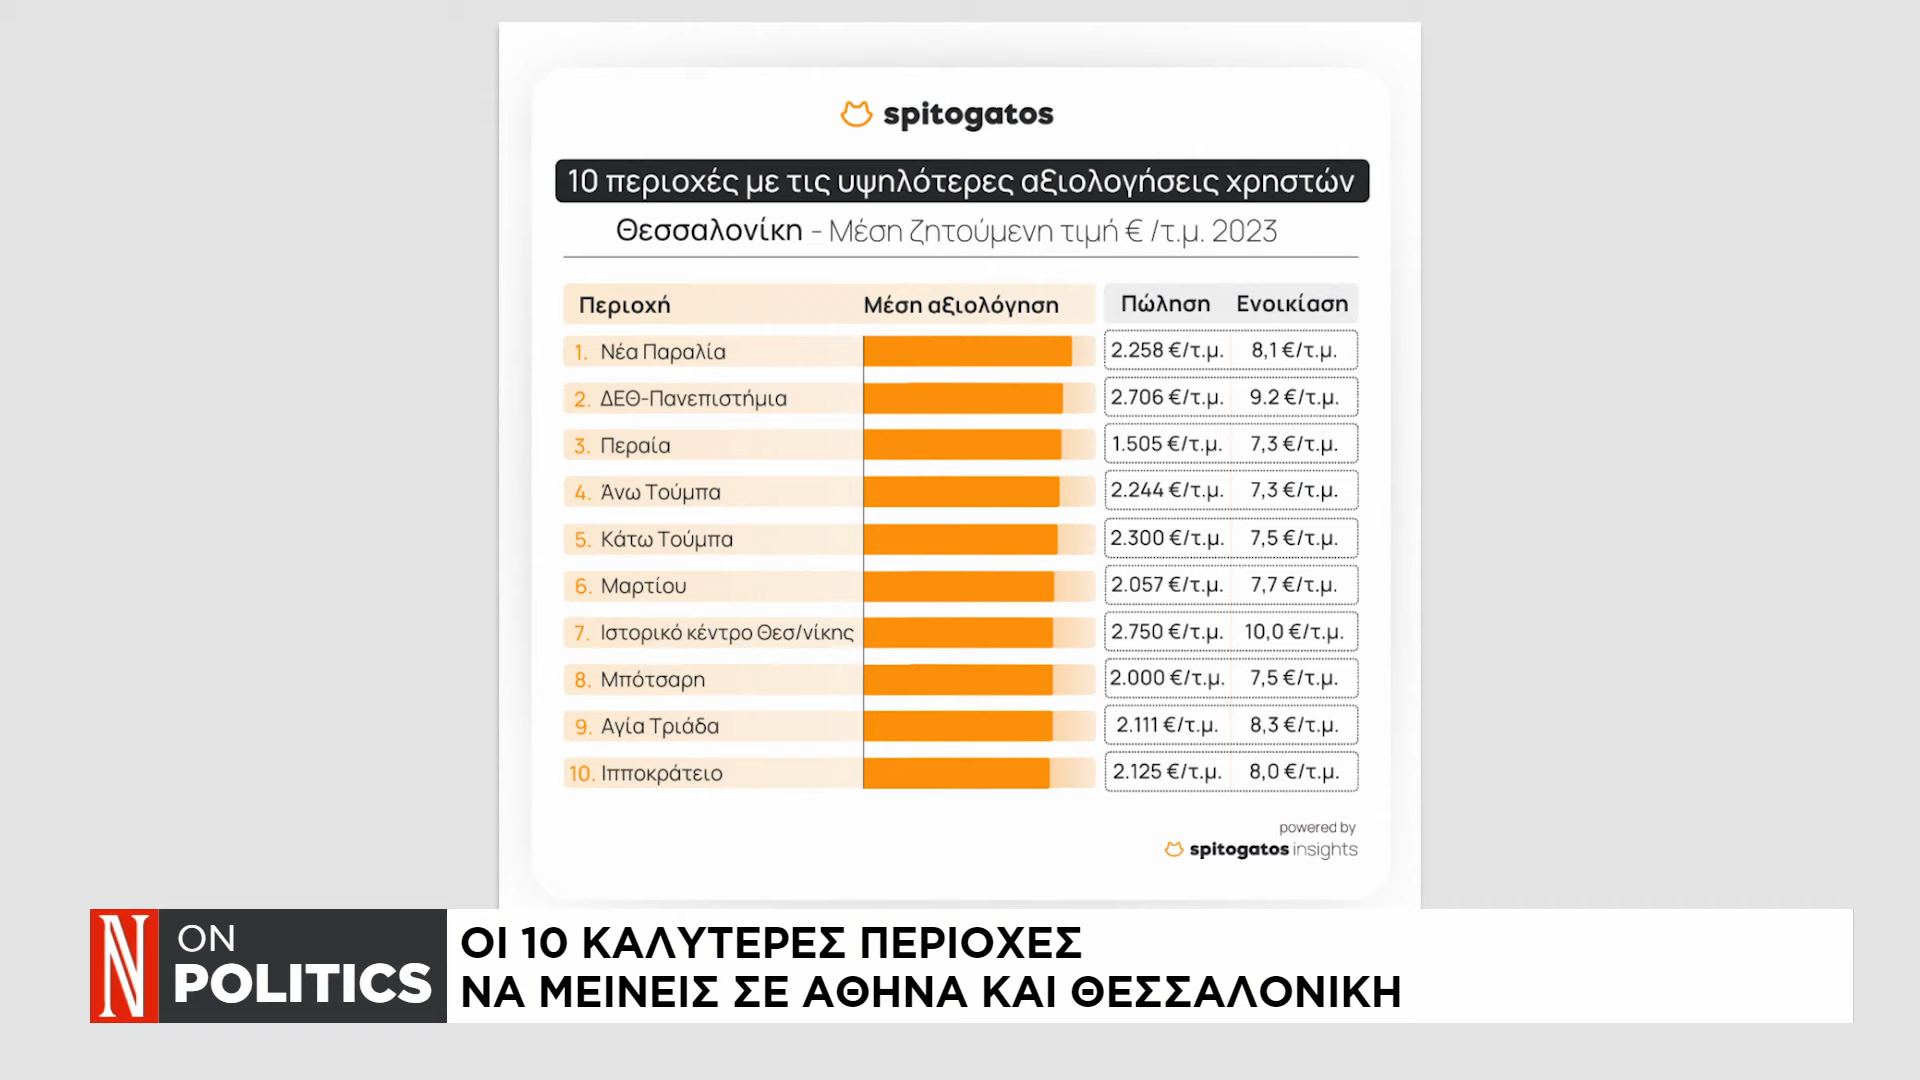 spitogatos
10 περιοχές με τις υψηλότερες αξιολογήσεις χρηστών
Θεσσαλονίκη - Μέση ζητούμενη τιμή € /τ.μ. 2023
Περιοχή Μέση αξιολόγηση Πώληση Ενοικίαση
1. Νέα Παραλία 2.258 €/τ.μ. 8,1 €/τ.μ.
2. ΔΕΘ-Πανεπιστήμια 2.706 €/τ.μ. 9.2 €/τ.μ.
3. Περαία 1.505 €/τ.μ. 7,3 €/τ.μ.
4. Άνω Τούμπα 2.244 €/τ.μ. 7,3 €/τ.μ.
5. Κάτω Τούμπα 2.300 €/τ.μ. 7,5 €/τ.μ.
6. Μαρτίου 2.057 €/τ.μ. 7,7 €/τ.μ.
7. Ιστορικό κέντρο Θεσ/νίκης 2.750 €/τ.μ. 10,0 €/τ.μ.
8. Μπότσαρη 2.000 €/τ.μ. 7,5 €/τ.μ.
9. Αγία Τριάδα 2.111 €/τ.μ. 8,3 €/τ.μ.
10. Ιπποκράτειο 2.125 €/τ.μ. 8,0 €/τ.μ.
powered by
spitogatos insights
N ON POLITICS
ΟΙ 10 ΚΑΛΥΤΕΡΕΣ ΠΕΡΙΟΧΕΣ
ΝΑ ΜΕΙΝΕΙΣ ΣΕ ΑΘΗΝΑ ΚΑΙ ΘΕΣΣΑΛΟΝΙΚΗ